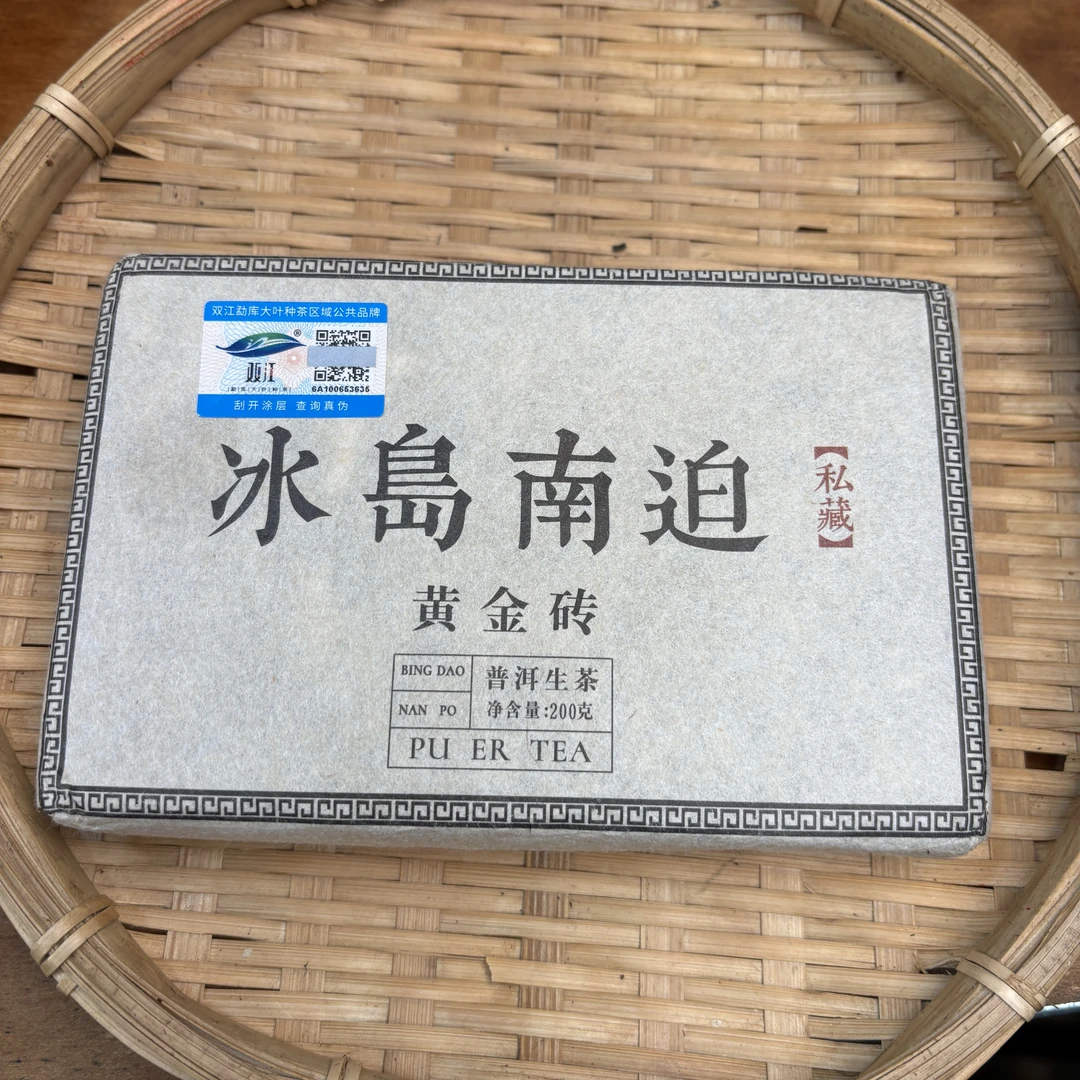 双江勐库大叶种茶区域公共品牌
双江
6A100653635
刮开涂层 查询真伪
冰島南迫
【私藏】
黄金砖
BING DAO
NAN PO
普洱生茶
净含量:200克
PU ER TEA